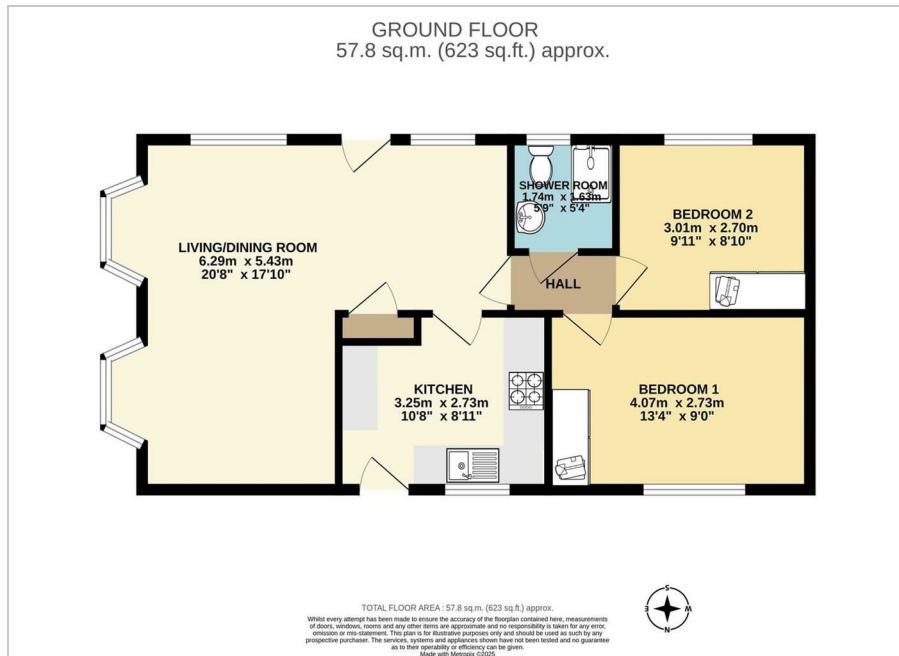 GROUND FLOOR
57.8 sq.m. (623 sq.ft.) approx.
SHOWER ROOM
1.74m x 1.63m
5'9" x 5'4"
BEDROOM 2
3.01m x 2.70m
9'11" x 8'10"
LIVING/DINING ROOM
6.29m x 5.43m
20'8" x 17'10"
HALL
KITCHEN
3.25m x 2.73m
10'8" x 8'11"
BEDROOM 1
4.07m x 2.73m
13'4" x 9'0"
S
E
W
N
TOTAL FLOOR AREA : 57.8 sq.m. (623 sq.ft.) approx.
Whilst every attempt has been made to ensure the accuracy of the floorplan contained here, measurements
of doors, windows, rooms and any other items are approximate and no responsibility is taken for any error,
omission or mis-statement. This plan is for illustrative purposes only and should be used as such by any
prospective purchaser. The services, systems and appliances shown have not been tested and no guarantee
as to their operability or efficiency can be given.
Made with Metropix ©2025